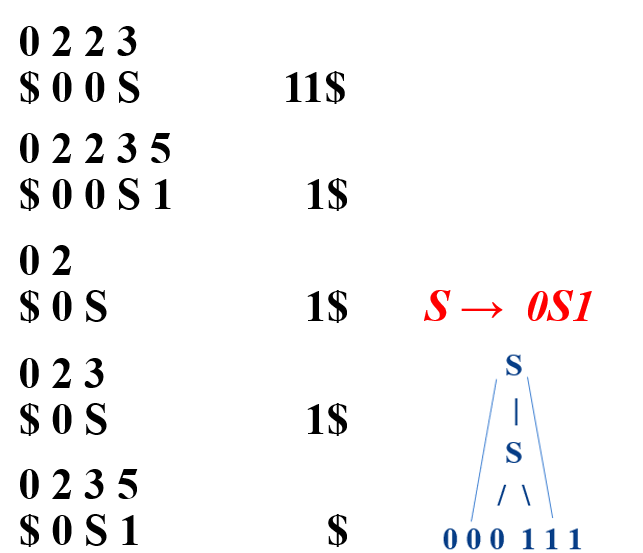 0 2 2 3
$ 0 0 S 11$
0 2 2 3 5
$ 0 0 S 1 1$
0 2
$ 0 S 1$ S → 0S1
0 2 3
$ 0 S 1$
0 2 3 5
$ 0 S 1 $
S
|
S
/ \
0 0 0 1 1 1